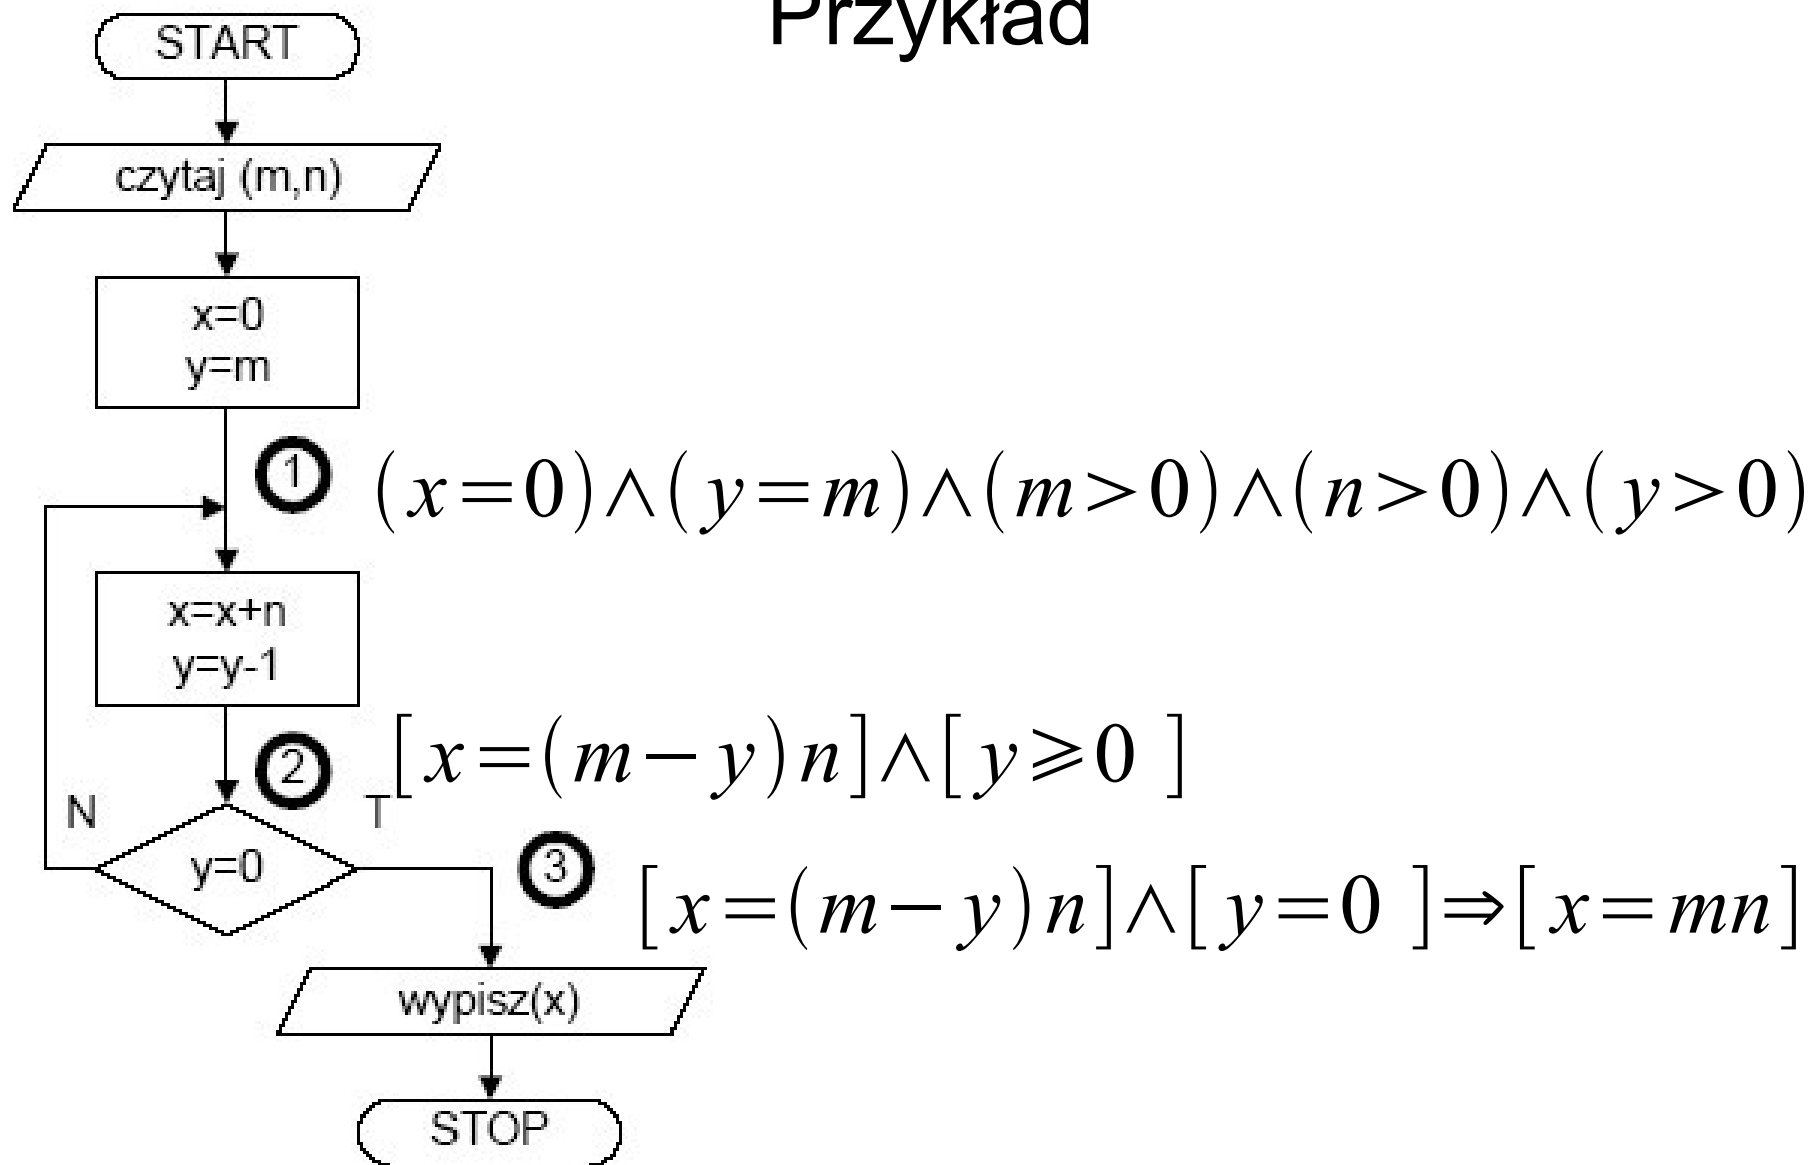 Przykład
START
czytaj (m,n)
x=0
y=m
1 (x=0)∧(y=m)∧(m>0)∧(n>0)∧(y>0)
x=x+n
y=y-1
2 [x=(m−y)n]∧[y⩾0 ]
N T
y=0
3 [x=(m−y)n]∧[y=0 ]⇒[x=mn]
wypisz(x)
STOP